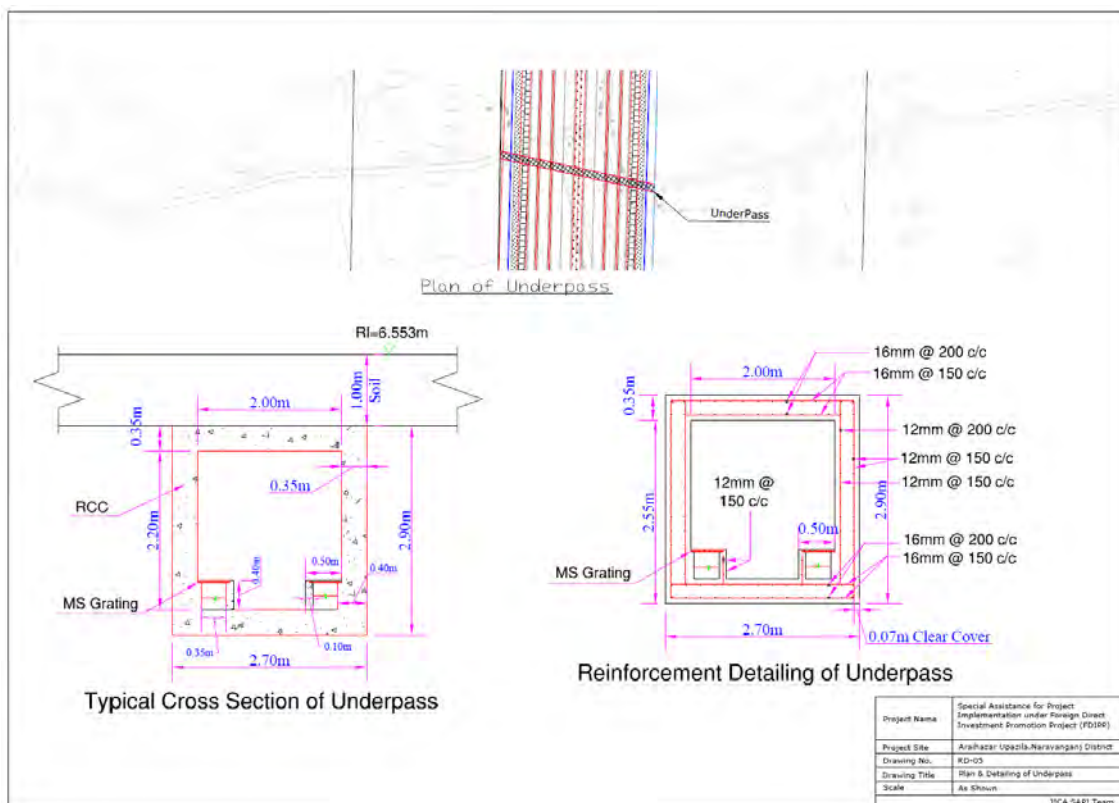 UnderPass
Plan of Underpass
Rl=6.553m
1.00m
Soil
2.00m
0.35m
0.35m
RCC
2.20m
2.90m
MS Grating
0.40m
0.50m
0.40m
0.35m
0.10m
2.70m
Typical Cross Section of Underpass
16mm @ 200 c/c
16mm @ 150 c/c
2.00m
0.35m
12mm @ 200 c/c
12mm @ 150 c/c
12mm @ 150 c/c
12mm @
150 c/c
2.55m
2.90m
0.50m
16mm @ 200 c/c
16mm @ 150 c/c
MS Grating
2.70m
0.07m Clear Cover
Reinforcement Detailing of Underpass
Project Name
Special Assistance for Project
Implementation under Foreign Direct
Investment Promotion Project (FDIPP)
Project Site
Araihazar Upazila.Narayanganj District
Drawing No.
RD-05
Drawing Title
Plan & Detailing of Underpass
Scale
As Shown
JICA SAPI Team